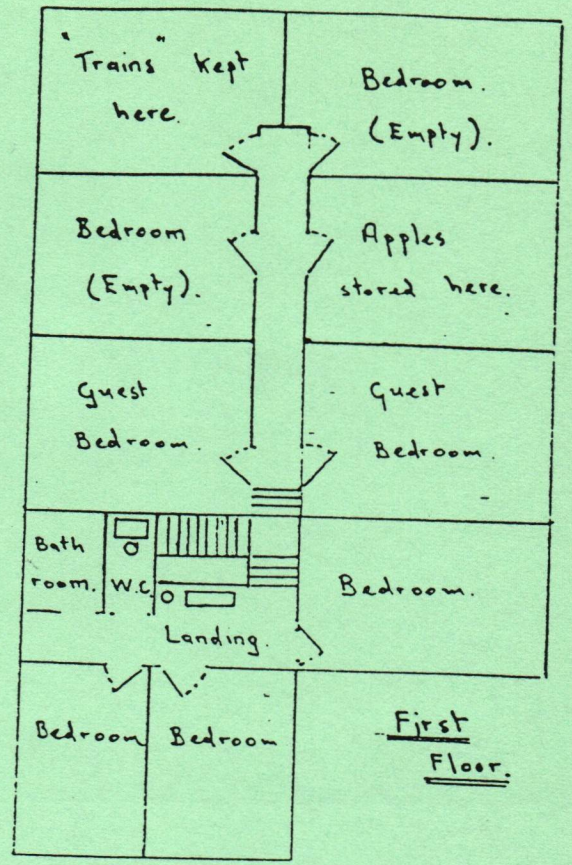 "Trains" Kept
here.
Bedroom.
(Empty).
Bedroom
(Empty).
Apples
stored here.
Guest
Bedroom.
Guest
Bedroom.
Bath
room.
W.C.
Bedroom.
Landing.
Bedroom
Bedroom
First
Floor.